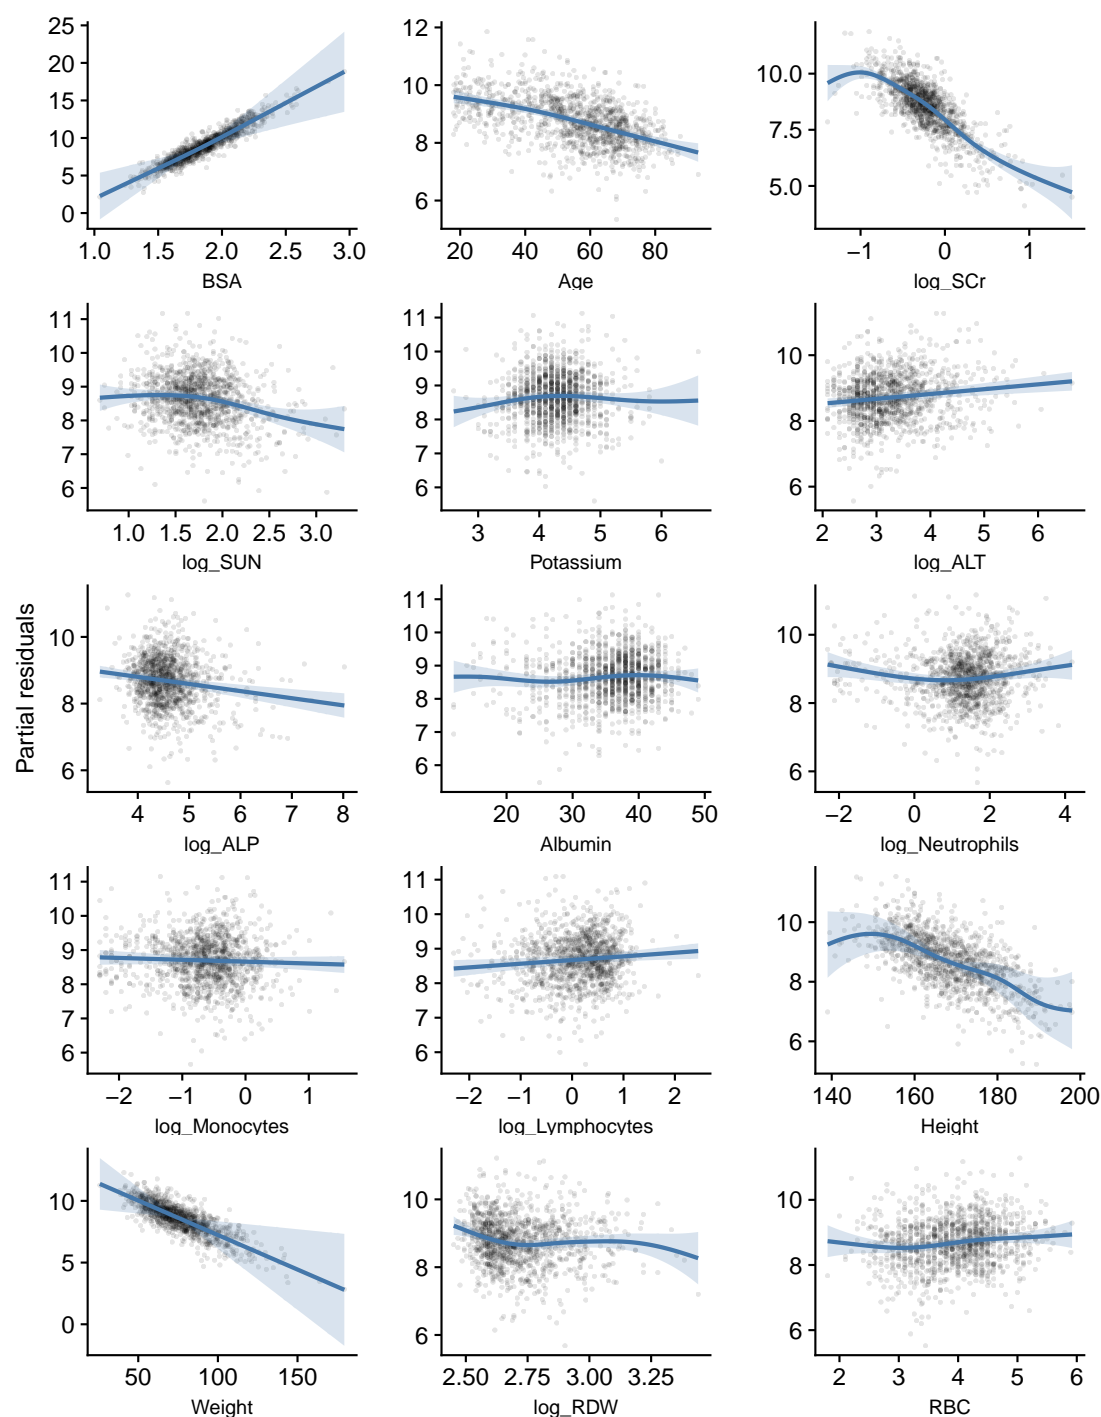 Partial residuals
25
20
15
10
5
0
1.0 1.5 2.0 2.5 3.0
BSA
12
10
8
6
20 40 60 80
Age
10.0
7.5
5.0
−1 0 1
log_SCr
11
10
9
8
7
6
1.0 1.5 2.0 2.5 3.0
log_SUN
11
10
9
8
7
6
3 4 5 6
Potassium
10
8
6
2 3 4 5 6
log_ALT
10
8
6
4 5 6 7 8
log_ALP
11
10
9
8
7
6
20 30 40 50
Albumin
10
8
6
−2 0 2 4
log_Neutrophils
11
10
9
8
7
6
−2 −1 0 1
log_Monocytes
11
10
9
8
7
6
−2 −1 0 1 2
log_Lymphocytes
10
8
6
140 160 180 200
Height
10
5
0
50 100 150
Weight
10
8
6
2.50 2.75 3.00 3.25
log_RDW
10
8
6
2 3 4 5 6
RBC